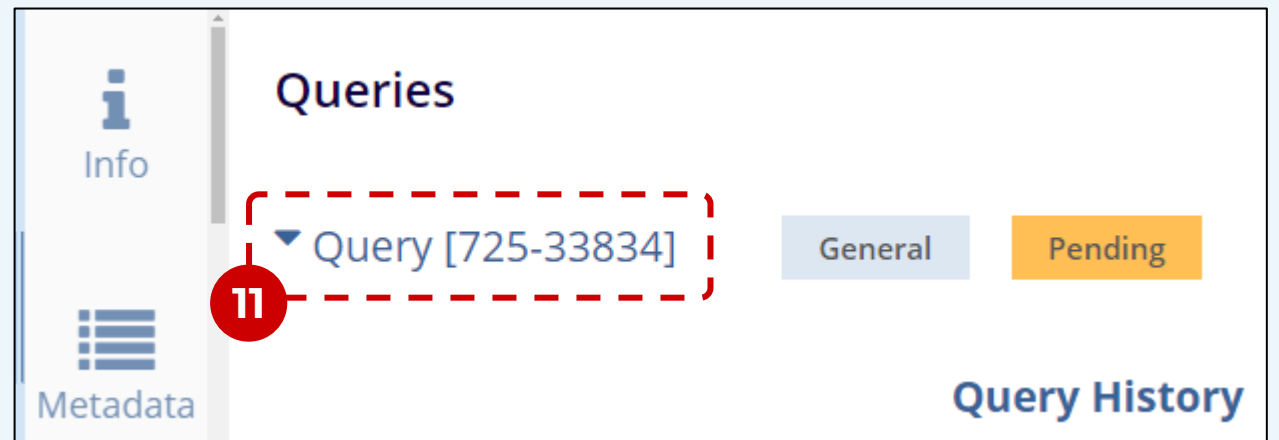 Info
Metadata
Queries
Query [725-33834] General Pending
11
Query History